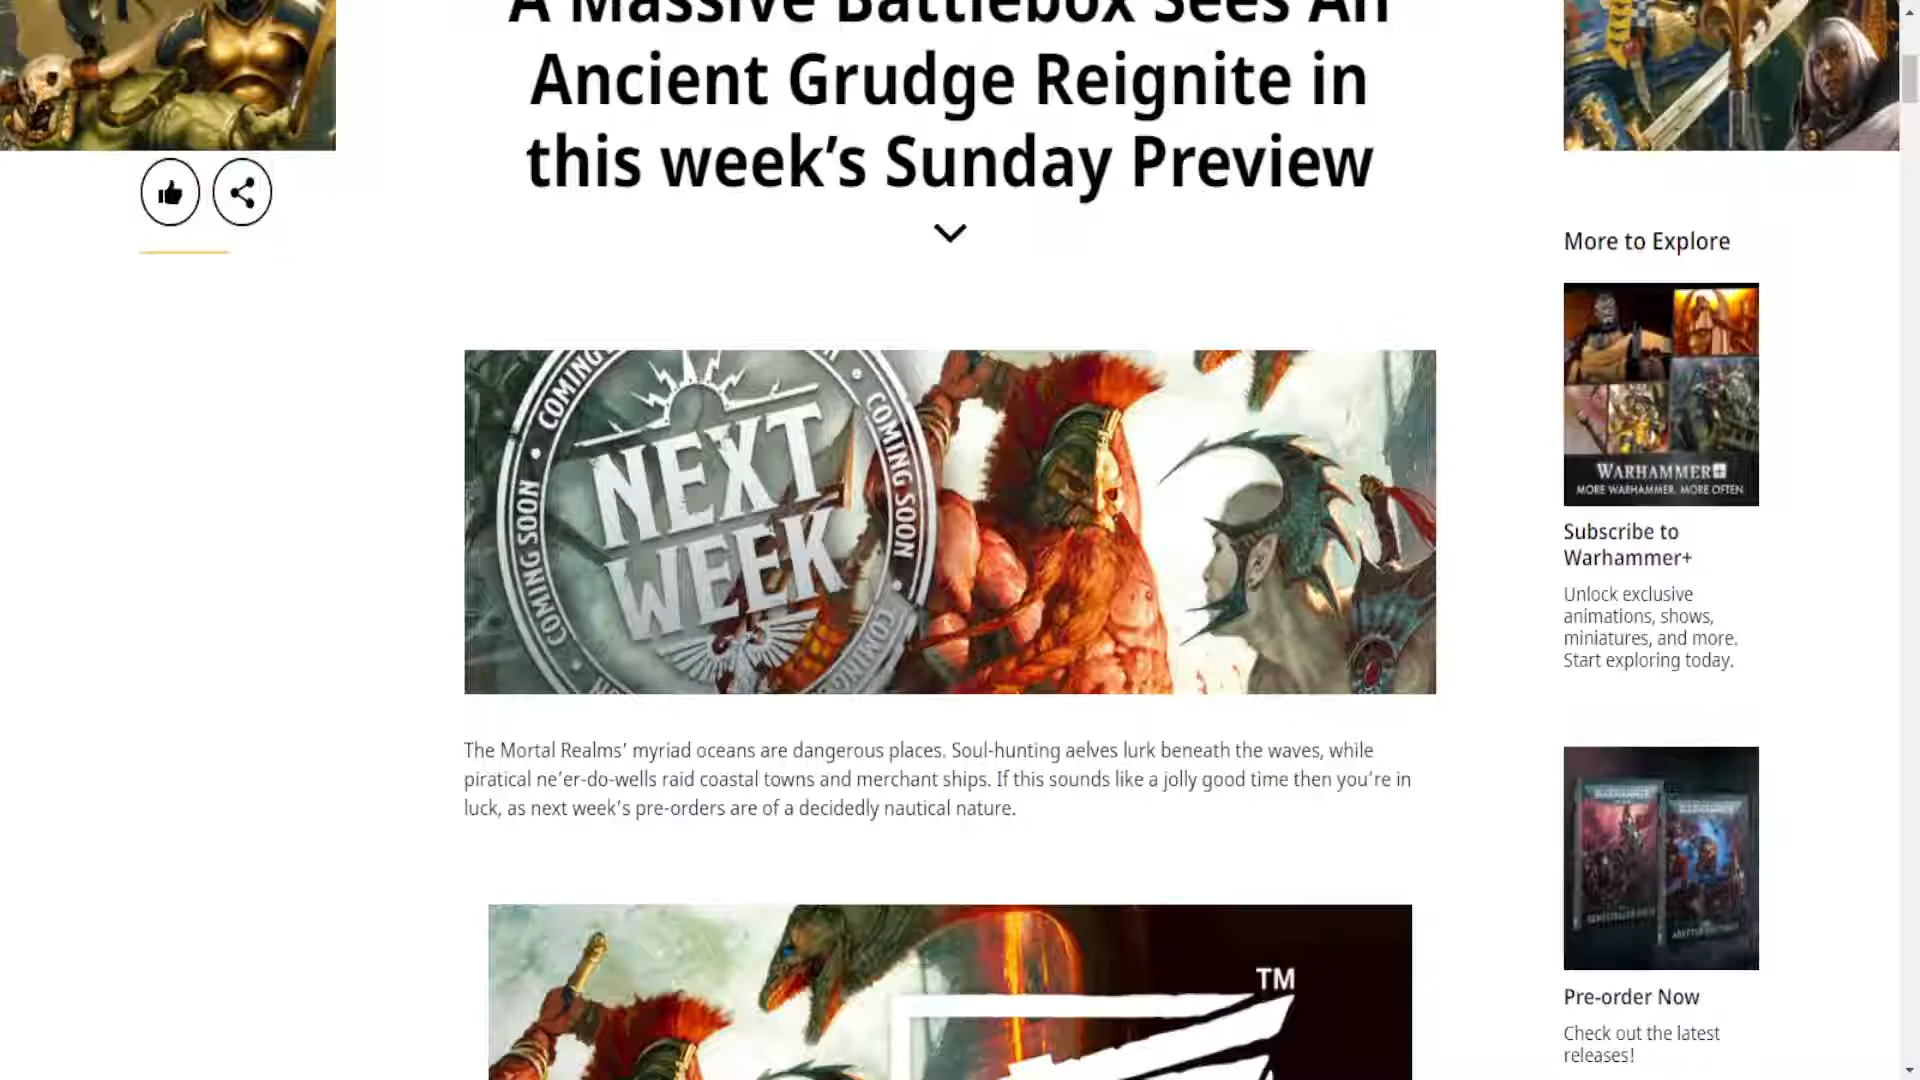 A Massive Battlebox Sees An
Ancient Grudge Reignite in
this week’s Sunday Preview
More to Explore
COMING SOON
COMING SOON
COMING
COMING
NEXT
WEEK
WARHAMMER+
MORE WARHAMMER. MORE OFTEN
Subscribe to
Warhammer+
Unlock exclusive
animations, shows,
miniatures, and more.
Start exploring today.
The Mortal Realms’ myriad oceans are dangerous places. Soul-hunting aelves lurk beneath the waves, while
piratical ne’er-do-wells raid coastal towns and merchant ships. If this sounds like a jolly good time then you’re in
luck, as next week’s pre-orders are of a decidedly nautical nature.
TM
Pre-order Now
Check out the latest
releases!